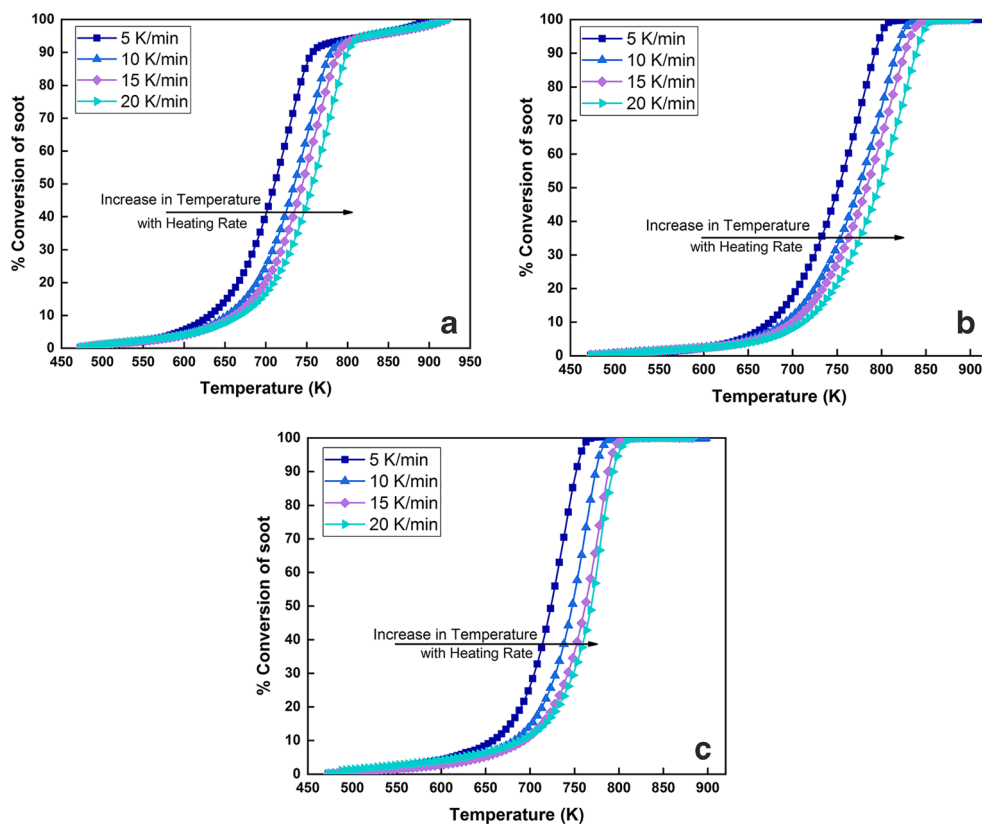 100
90
80
70
60
50
40
30
20
10
0
% Conversion of soot
5 K/min
10 K/min
15 K/min
20 K/min
Increase in Temperature
with Heating Rate
a
450 500 550 600 650 700 750 800 850 900 950
Temperature (K)
100
90
80
70
60
50
40
30
20
10
0
% Conversion of soot
5 K/min
10 K/min
15 K/min
20 K/min
Increase in Temperature
with Heating Rate
b
450 500 550 600 650 700 750 800 850 900
Temperature (K)
100
90
80
70
60
50
40
30
20
10
0
% Conversion of soot
5 K/min
10 K/min
15 K/min
20 K/min
Increase in Temperature
with Heating Rate
c
450 500 550 600 650 700 750 800 850 900
Temperature (K)